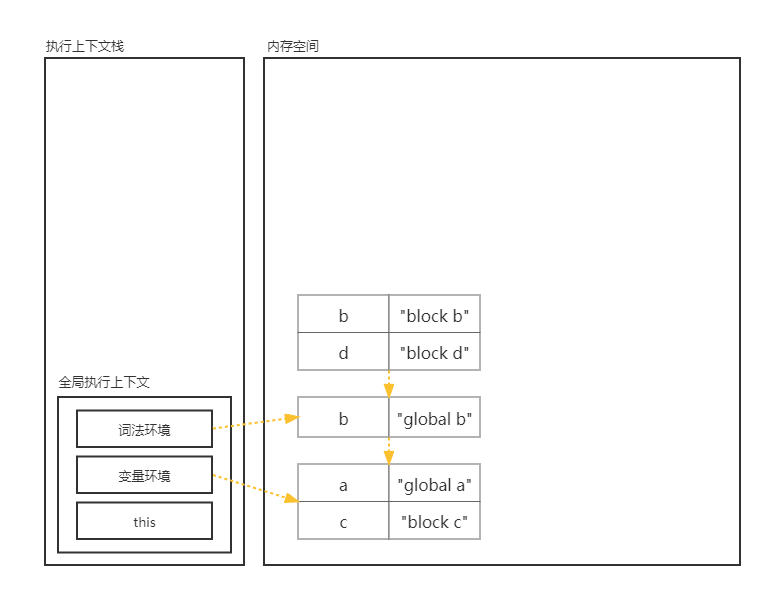 执行上下文栈
内存空间
b "block b"
d "block d"
全局执行上下文
词法环境
b "global b"
变量环境
a "global a"
this
c "block c"